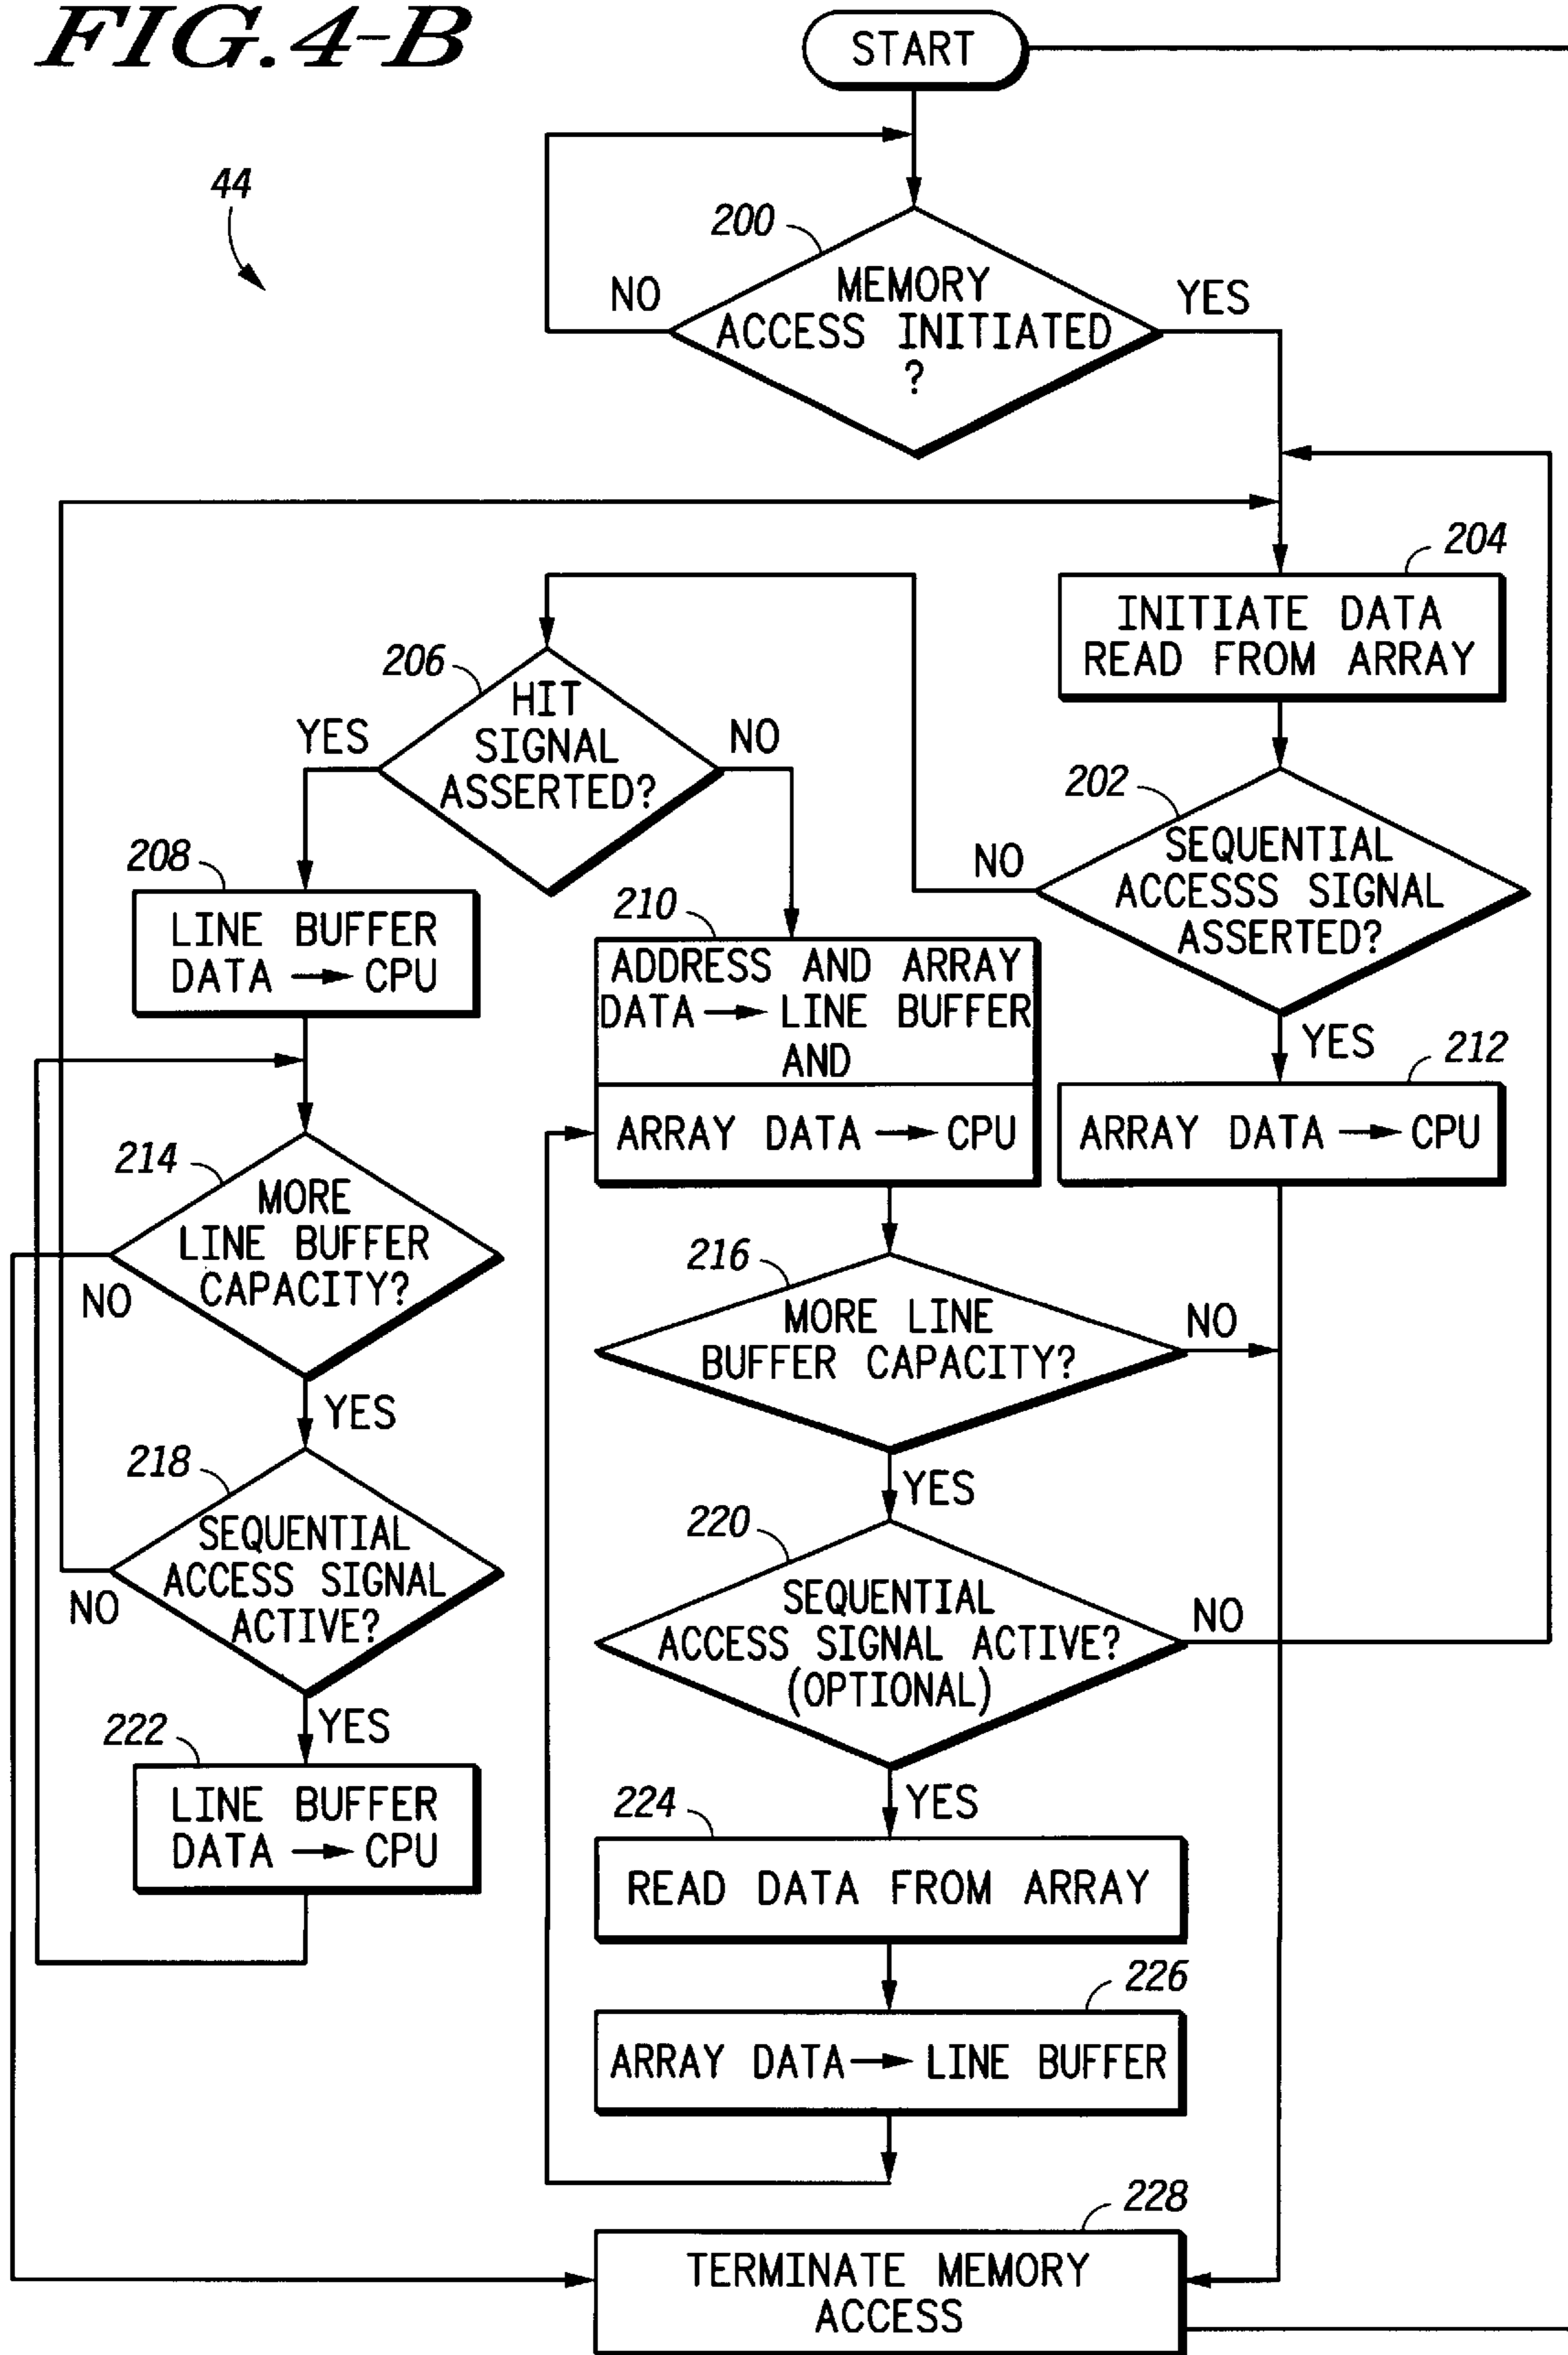 FIG.4-B
START
44
200
MEMORY
ACCESS INITIATED
?
NO
YES
204
INITIATE DATA
READ FROM ARRAY
206
HIT
SIGNAL
ASSERTED?
YES
NO
202
SEQUENTIAL
ACCESSS SIGNAL
ASSERTED?
NO
YES
208
LINE BUFFER
DATA → CPU
210
ADDRESS AND ARRAY
DATA → LINE BUFFER
AND
ARRAY DATA → CPU
212
ARRAY DATA → CPU
214
MORE
LINE BUFFER
CAPACITY?
NO
YES
216
MORE LINE
BUFFER CAPACITY?
NO
YES
218
SEQUENTIAL
ACCESS SIGNAL
ACTIVE?
NO
YES
220
SEQUENTIAL
ACCESS SIGNAL ACTIVE?
(OPTIONAL)
NO
YES
222
LINE BUFFER
DATA → CPU
224
READ DATA FROM ARRAY
226
ARRAY DATA → LINE BUFFER
228
TERMINATE MEMORY
ACCESS